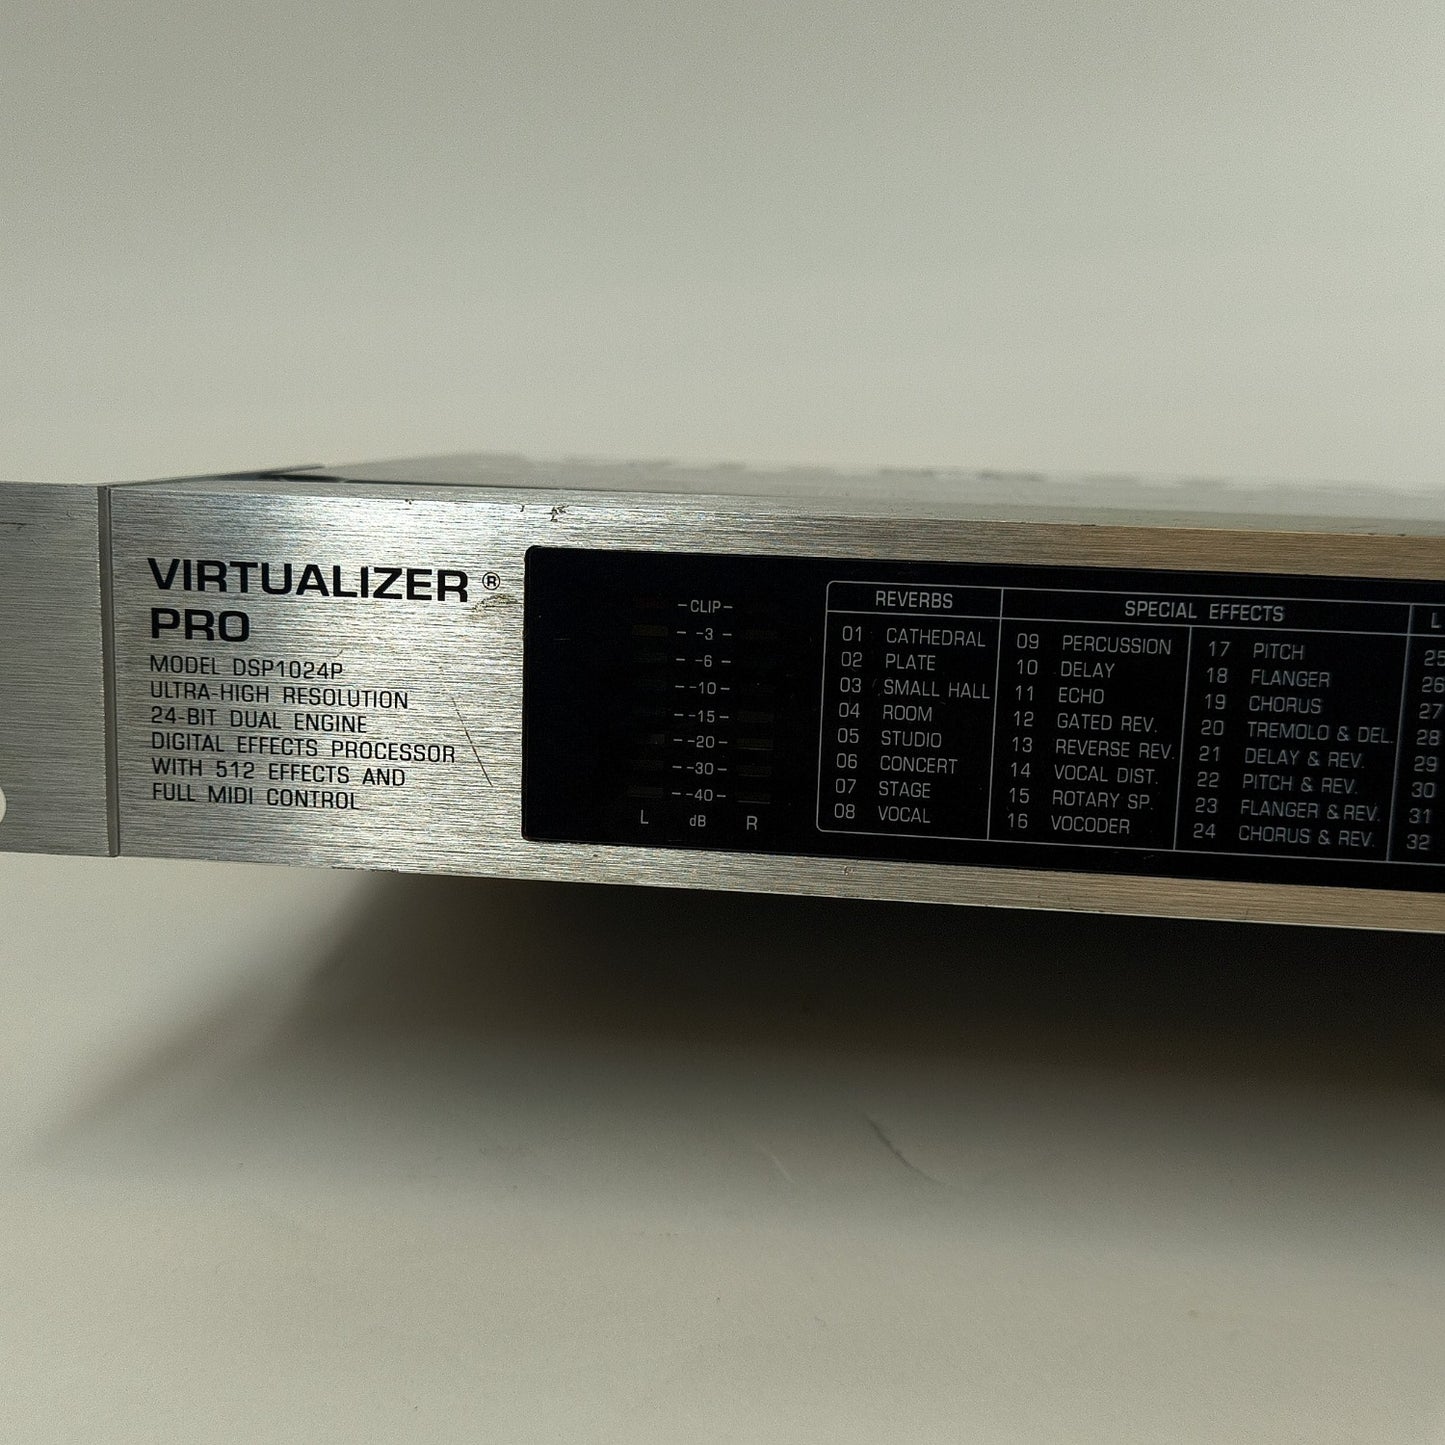 VIRTUALIZER ®
PRO
MODEL DSP1024P
ULTRA-HIGH RESOLUTION
24-BIT DUAL ENGINE
DIGITAL EFFECTS PROCESSOR
WITH 512 EFFECTS AND
FULL MIDI CONTROL
-CLIP-
-3
-6
-10
-15
-20
-30
-40
L dB R
REVERBS
01 CATHEDRAL
02 PLATE
03 SMALL HALL
04 ROOM
05 STUDIO
06 CONCERT
07 STAGE
08 VOCAL
SPECIAL EFFECTS
09 PERCUSSION
10 DELAY
11 ECHO
12 GATED REV.
13 REVERSE REV.
14 VOCAL DIST.
15 ROTARY SP.
16 VOCODER
17 PITCH
18 FLANGER
19 CHORUS
20 TREMOLO & DEL.
21 DELAY & REV.
22 PITCH & REV.
23 FLANGER & REV.
24 CHORUS & REV.
L
25
26
27
28
29
30
31
32